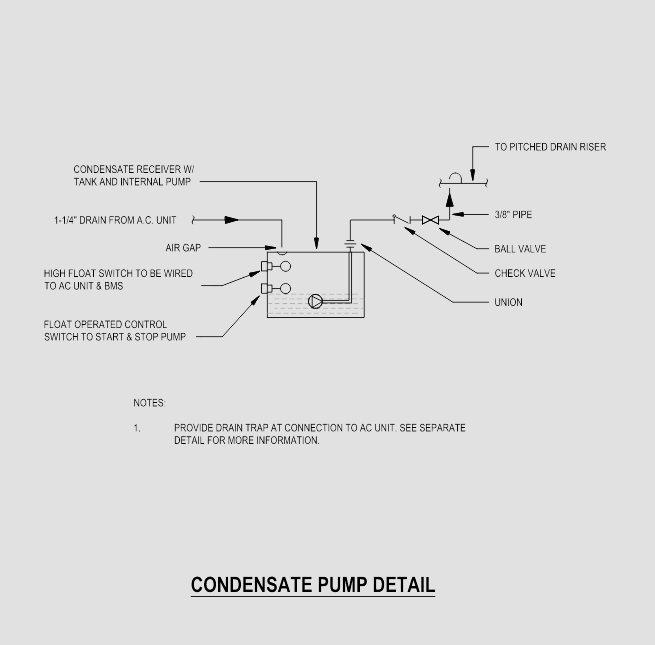 TO PITCHED DRAIN RISER
CONDENSATE RECEIVER W/
TANK AND INTERNAL PUMP
1-1/4" DRAIN FROM A.C. UNIT
3/8" PIPE
AIR GAP
BALL VALVE
HIGH FLOAT SWITCH TO BE WIRED
TO AC UNIT & BMS
CHECK VALVE
UNION
FLOAT OPERATED CONTROL
SWITCH TO START & STOP PUMP
NOTES:
1. PROVIDE DRAIN TRAP AT CONNECTION TO AC UNIT. SEE SEPARATE
DETAIL FOR MORE INFORMATION.
CONDENSATE PUMP DETAIL